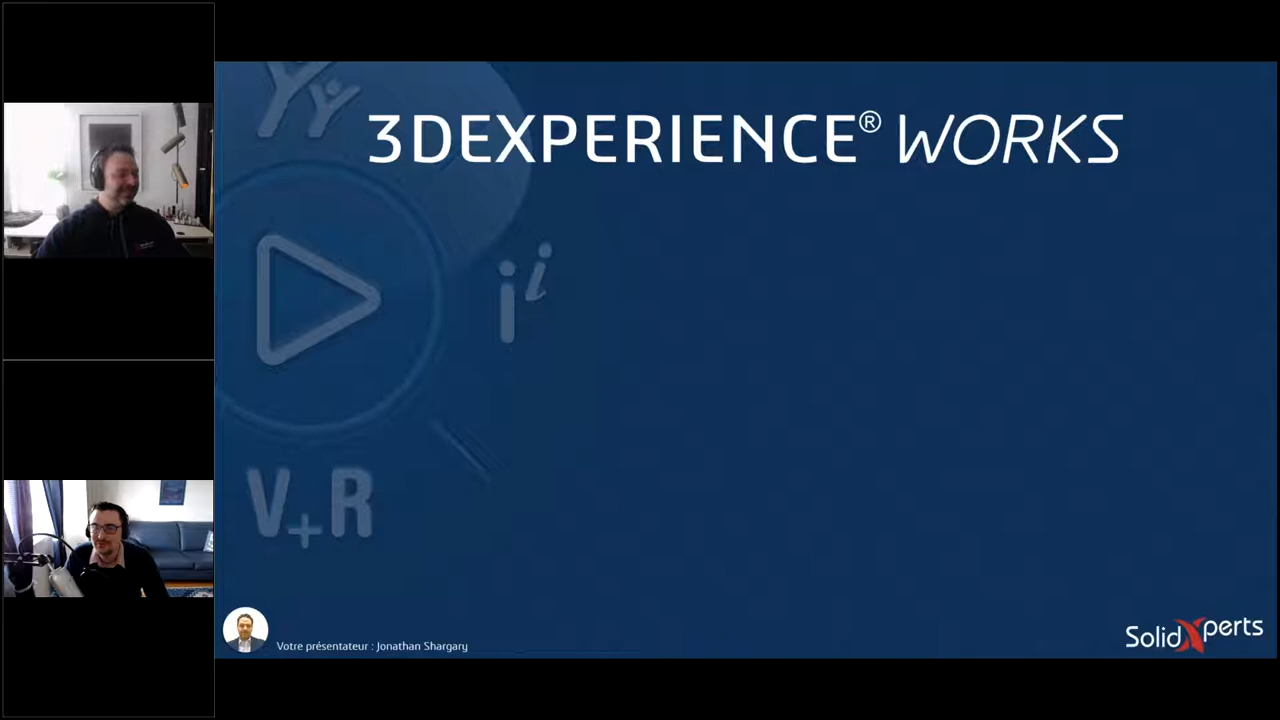 3DEXPERIENCE® WORKS
i i
V+R
Votre présentateur : Jonathan Shargary
SolidXperts